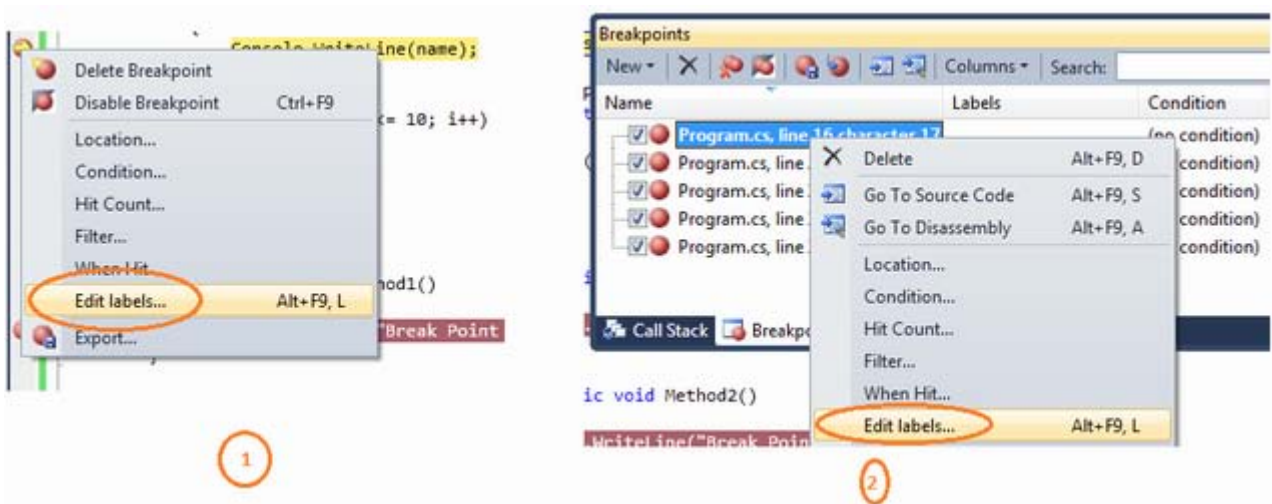 Console.WriteLine(name);
Delete Breakpoint
Disable Breakpoint Ctrl+F9
<= 10; i++)
Location...
Condition...
Hit Count...
Filter...
When Hit...
hod1()
Edit labels... Alt+F9, L
"Break Point
Export...
1
Breakpoints
New Columns Search:
Name Labels Condition
Program.cs, line 16 character 17 (no condition)
Program.cs, line condition)
Program.cs, line condition)
Program.cs, line condition)
Program.cs, line condition)
Delete Alt+F9, D
Go To Source Code Alt+F9, S
Go To Disassembly Alt+F9, A
Location...
Condition...
Hit Count...
Filter...
When Hit...
Edit labels... Alt+F9, L
Call Stack Breakpo
ic void Method2()
WriteLine("Break Poin
2